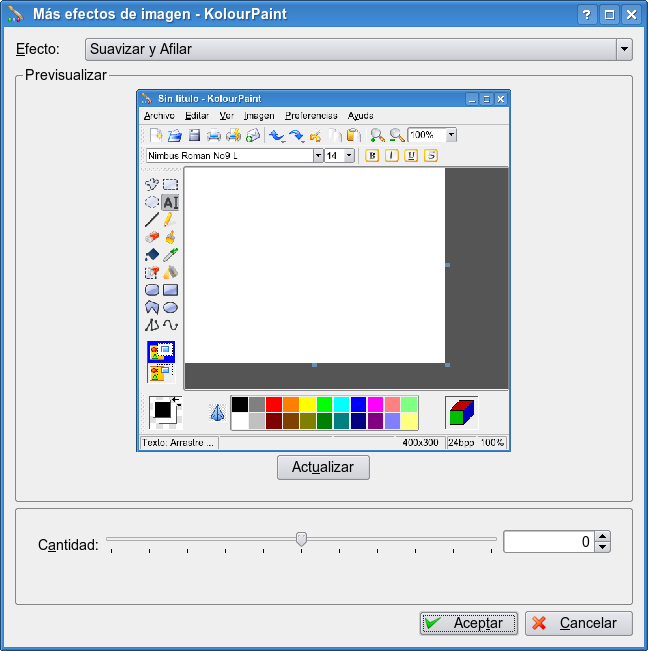 Más efectos de imagen - KolourPaint
Efecto: Suavizar y Afilar
Previsualizar
Sin título - KolourPaint
Archivo Editar Ver Imagen Preferencias Ayuda
100%
Nimbus Roman No9 L 14 B I U S
A
Texto: Arrastre ... 400x300 24bpp 100%
Actualizar
Cantidad: 0
Aceptar Cancelar